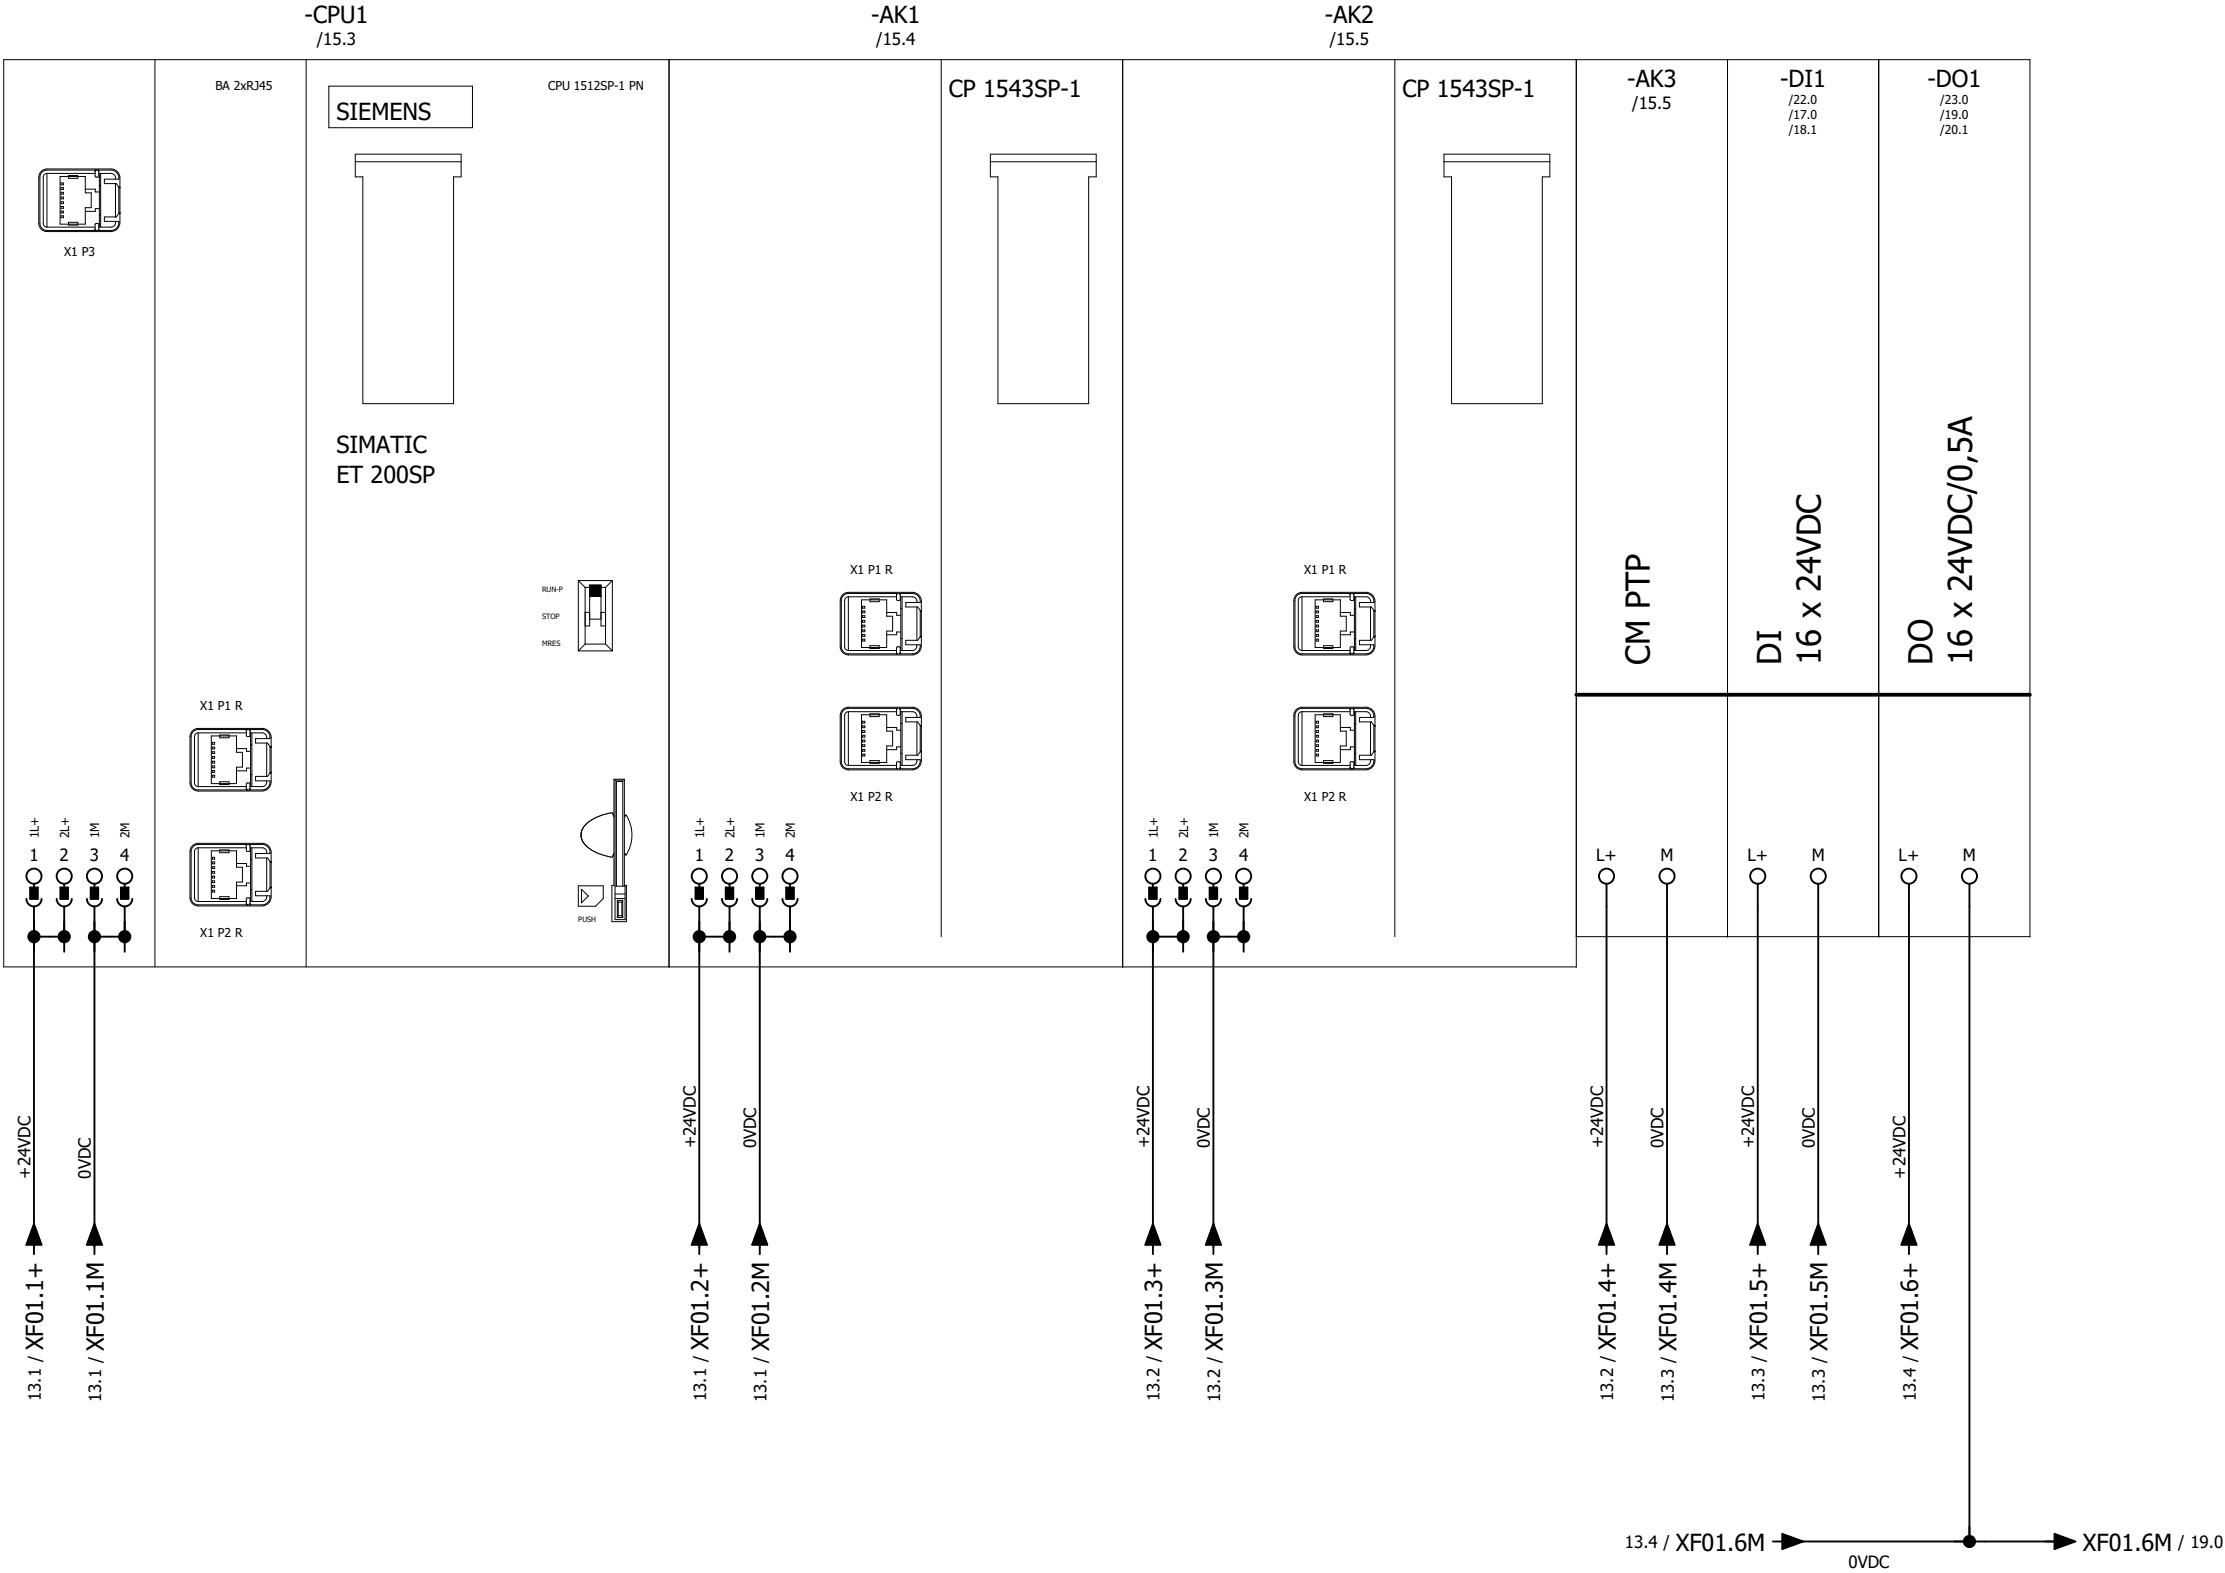 -CPU1
/15.3
-AK1
/15.4
-AK2
/15.5
BA 2xRJ45
SIEMENS
CPU 1512SP-1 PN
CP 1543SP-1
CP 1543SP-1
-AK3
/15.5
-DI1
/22.0
/17.0
/18.1
-DO1
/23.0
/19.0
/20.1
X1 P3
SIMATIC
ET 200SP
RUN-P
STOP
MRES
X1 P1 R
X1 P2 R
PUSH
X1 P1 R
X1 P2 R
X1 P1 R
X1 P2 R
CM PTP
DI
16 x 24VDC
DO
16 x 24VDC/0,5A
1L+ 2L+ 1M 2M
1 2 3 4
1L+ 2L+ 1M 2M
1 2 3 4
1L+ 2L+ 1M 2M
1 2 3 4
L+ M
L+ M
L+ M
+24VDC
0VDC
+24VDC
0VDC
+24VDC
0VDC
+24VDC
0VDC
+24VDC
0VDC
+24VDC
13.1 / XF01.1+
13.1 / XF01.1M
13.1 / XF01.2+
13.1 / XF01.2M
13.2 / XF01.3+
13.2 / XF01.3M
13.2 / XF01.4+
13.3 / XF01.4M
13.3 / XF01.5+
13.3 / XF01.5M
13.4 / XF01.6+
13.4 / XF01.6M
0VDC
XF01.6M / 19.0